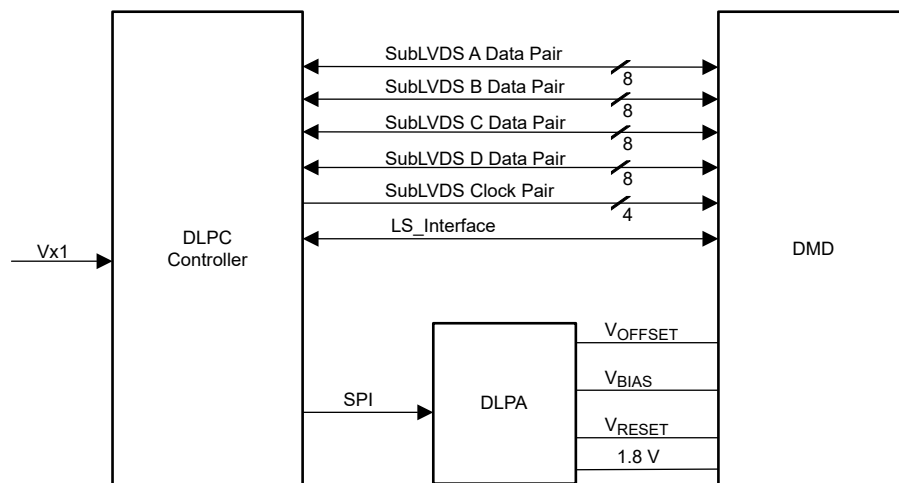 SubLVDS A Data Pair
8
SubLVDS B Data Pair
8
SubLVDS C Data Pair
8
SubLVDS D Data Pair
8
SubLVDS Clock Pair
4
LS_Interface
Vx1
DLPC
Controller
DMD
VOFFSET
VBIAS
SPI
DLPA
VRESET
1.8 V